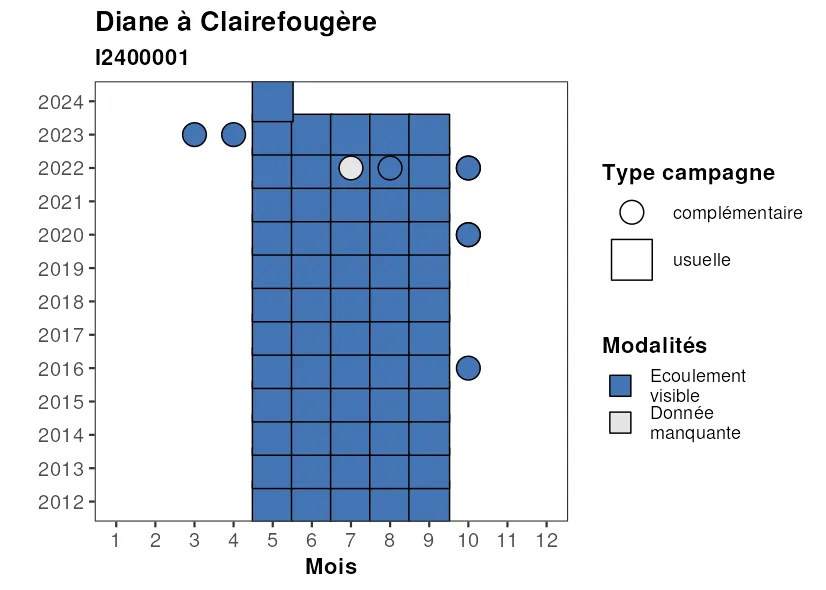 Diane à Clairefougère
I2400001
2024
2023
2022
2021
2020
2019
2018
2017
2016
2015
2014
2013
2012
1 2 3 4 5 6 7 8 9 10 11 12
Mois
Type campagne
complémentaire
usuelle
Modalités
Ecoulement
visible
Donnée
manquante